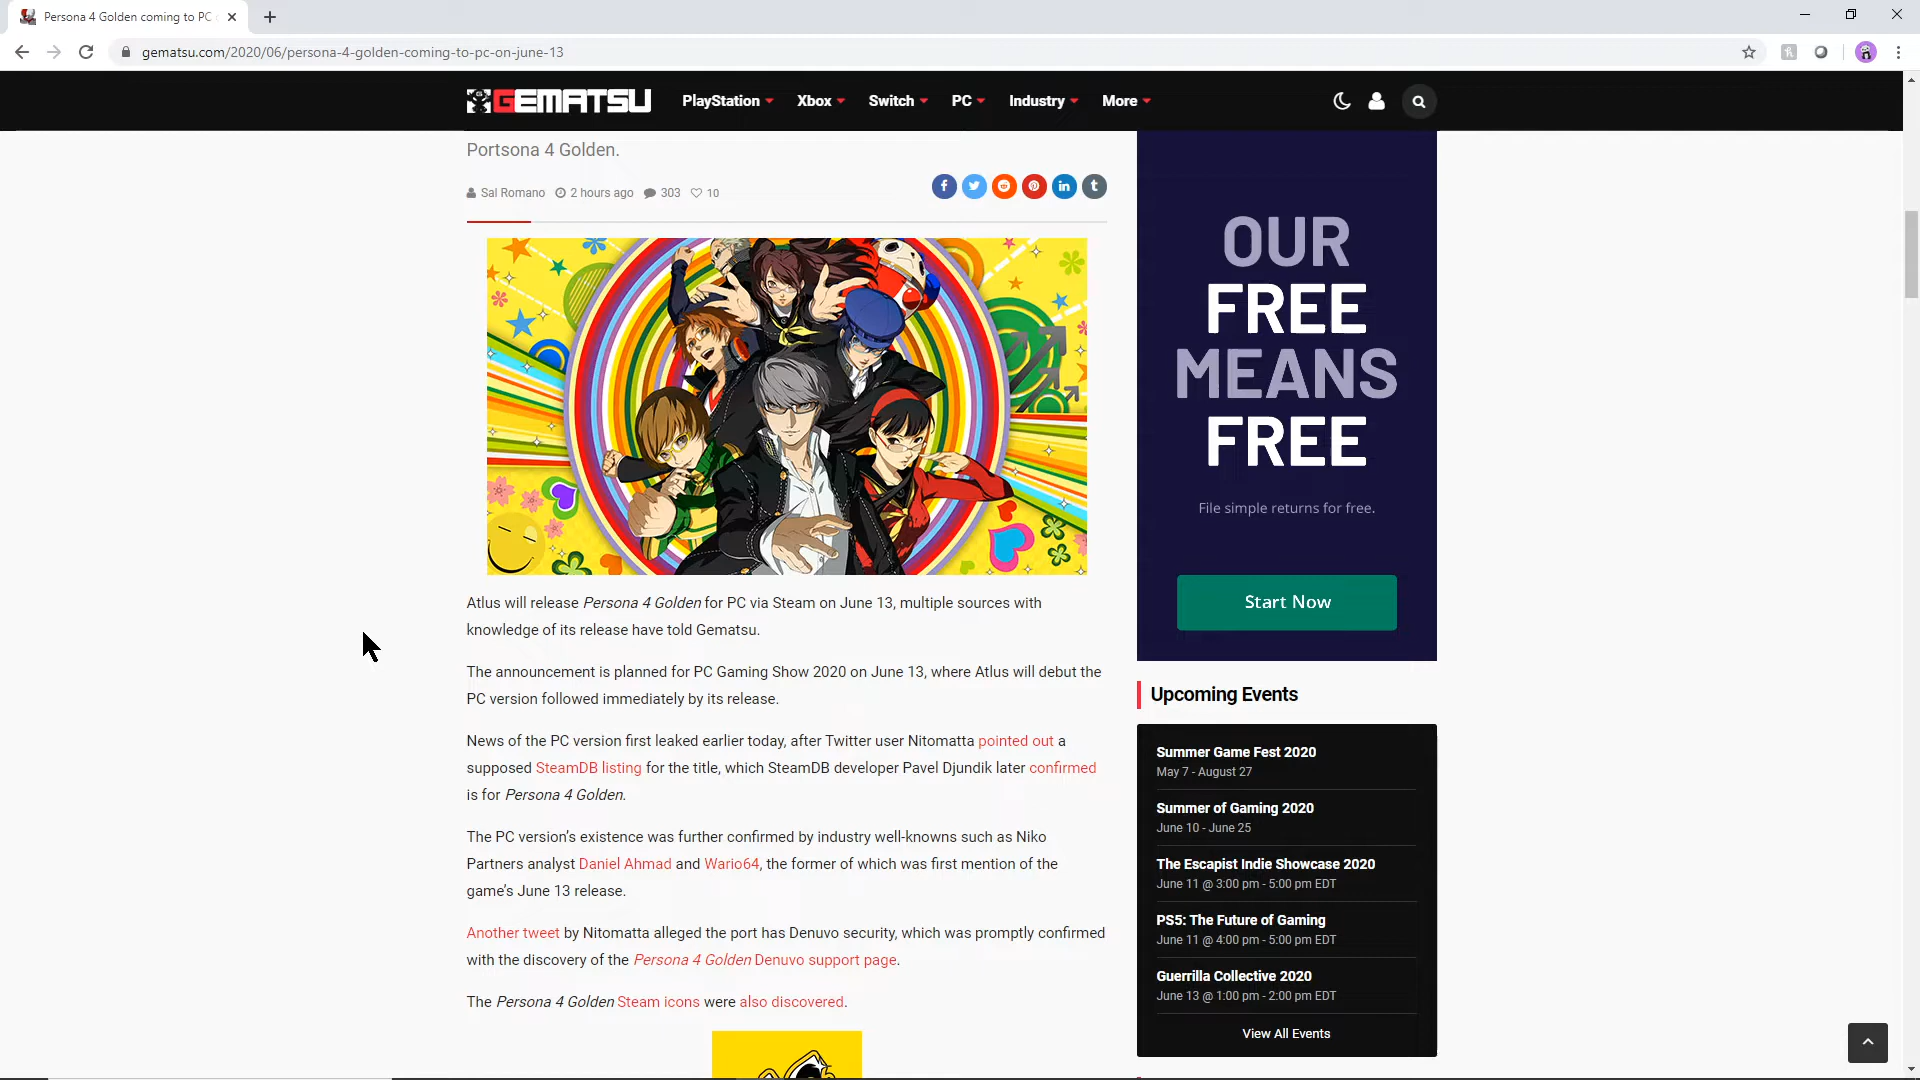 Persona 4 Golden coming to PC
gematsu.com/2020/06/persona-4-golden-coming-to-pc-on-june-13
GEMATSU
PlayStation
Xbox
Switch
PC
Industry
More
Portsona 4 Golden.
Sal Romano
2 hours ago
303
10
Atlus will release Persona 4 Golden for PC via Steam on June 13, multiple sources with
knowledge of its release have told Gematsu.
The announcement is planned for PC Gaming Show 2020 on June 13, where Atlus will debut the
PC version followed immediately by its release.
News of the PC version first leaked earlier today, after Twitter user Nitomatta pointed out a
supposed SteamDB listing for the title, which SteamDB developer Pavel Djundik later confirmed
is for Persona 4 Golden.
The PC version’s existence was further confirmed by industry well-knowns such as Niko
Partners analyst Daniel Ahmad and Wario64, the former of which was first mention of the
game’s June 13 release.
Another tweet by Nitomatta alleged the port has Denuvo security, which was promptly confirmed
with the discovery of the Persona 4 Golden Denuvo support page.
The Persona 4 Golden Steam icons were also discovered.
OUR
FREE
MEANS
FREE
File simple returns for free.
Start Now
Upcoming Events
Summer Game Fest 2020
May 7 - August 27
Summer of Gaming 2020
June 10 - June 25
The Escapist Indie Showcase 2020
June 11 @ 3:00 pm - 5:00 pm EDT
PS5: The Future of Gaming
June 11 @ 4:00 pm - 5:00 pm EDT
Guerrilla Collective 2020
June 13 @ 1:00 pm - 2:00 pm EDT
View All Events